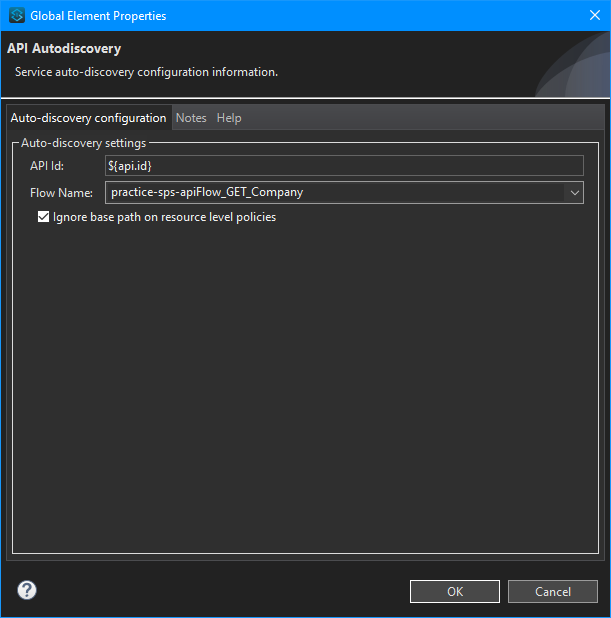 Global Element Properties
API Autodiscovery
Service auto-discovery configuration information.
Auto-discovery configuration Notes Help
Auto-discovery settings
API Id: ${api.id}
Flow Name: practice-sps-apiFlow_GET_Company
Ignore base path on resource level policies
? OK Cancel